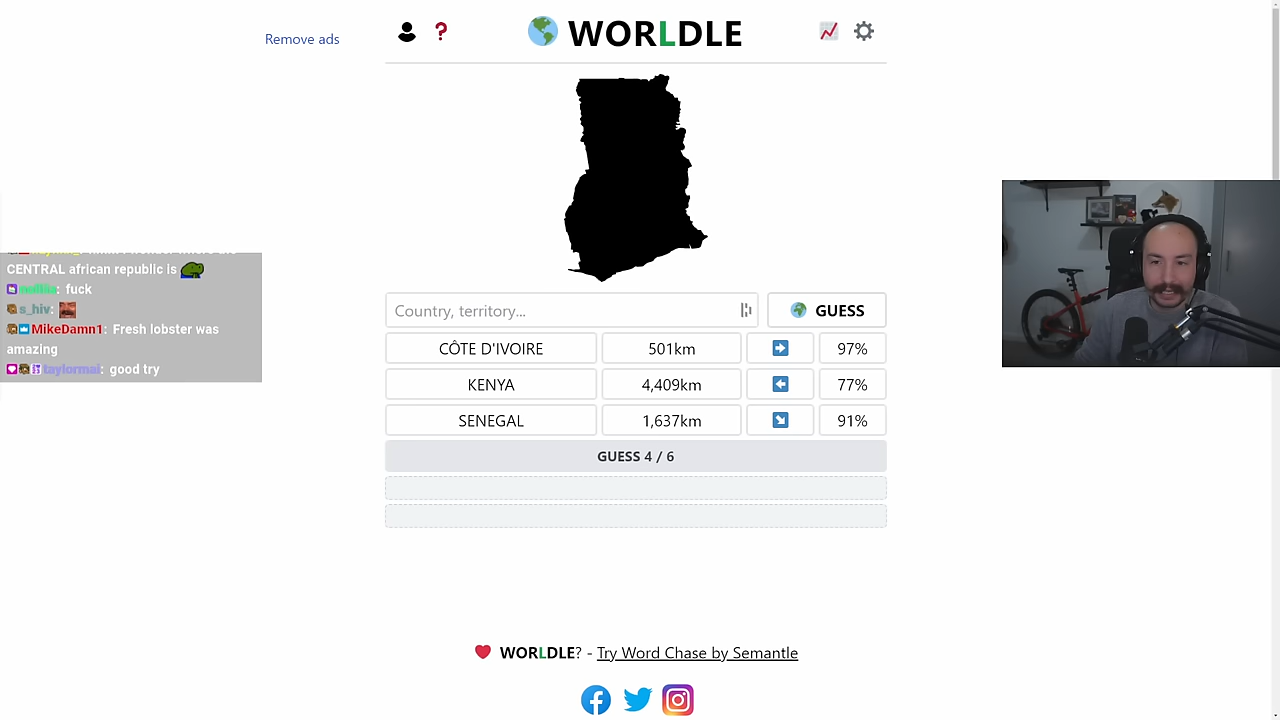 Remove ads
?
WORLDLE
CENTRAL african republic is
: fuck
s_hiv:
MikeDamn1: Fresh lobster was
amazing
taylormai: good try
Country, territory...
GUESS
CÔTE D'IVOIRE 501km 97%
KENYA 4,409km 77%
SENEGAL 1,637km 91%
GUESS 4 / 6
WORLDLE? - Try Word Chase by Semantle